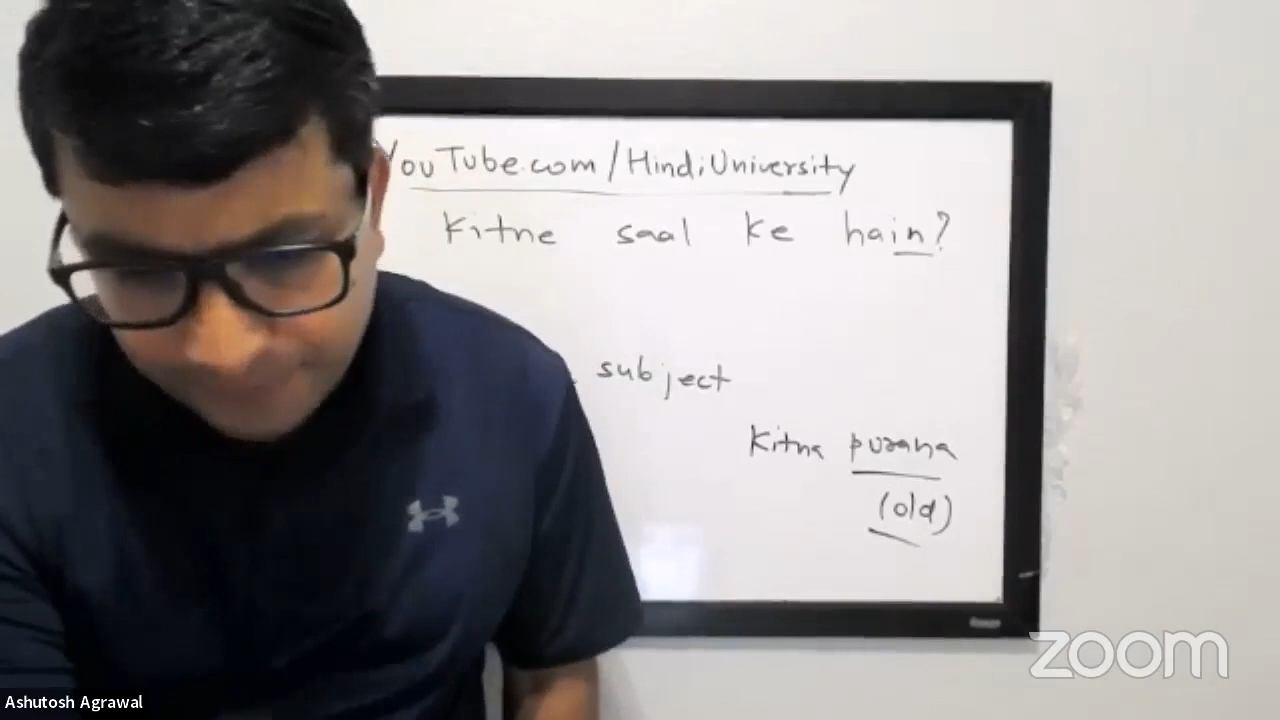 YouTube.com/HindiUniversity
Kitne saal ke hain?
subject
Kitna purana
(old)
zoom
Ashutosh Agrawal